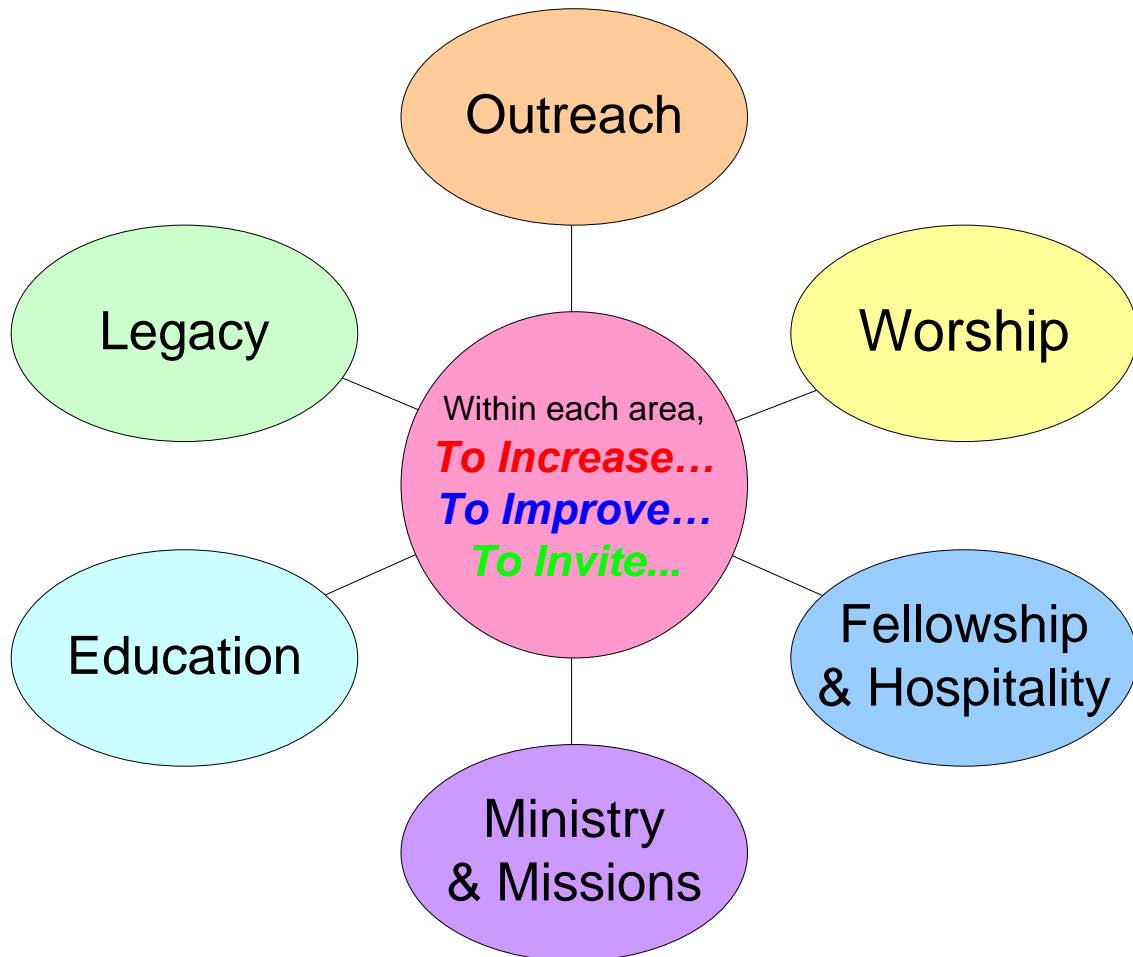 Outreach
Legacy
Worship
Within each area,
To Increase…
To Improve…
To Invite...
Education
Fellowship
& Hospitality
Ministry
& Missions